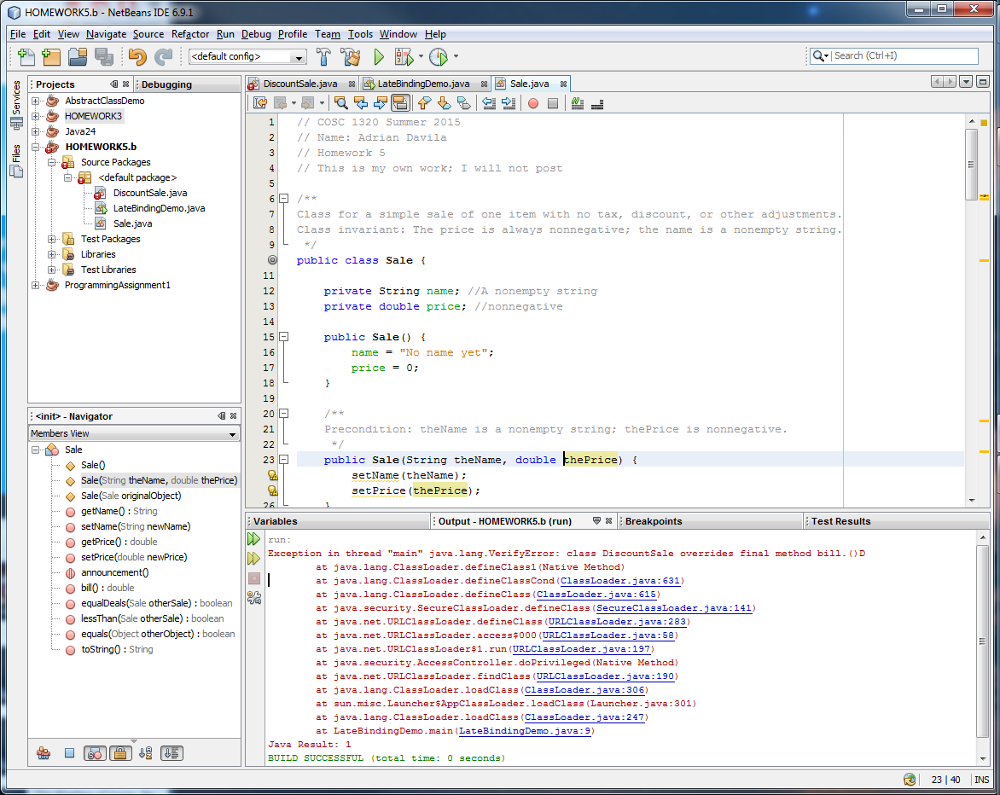 HOMEWORK5.b - NetBeans IDE 6.9.1
File Edit View Navigate Source Refactor Run Debug Profile Team Tools Window Help
<default config>
Search (Ctrl+I)
Services
Files
Projects
Debugging
AbstractClassDemo
HOMEWORK3
Java24
HOMEWORK5.b
Source Packages
<default package>
DiscountSale.java
LateBindingDemo.java
Sale.java
Test Packages
Libraries
Test Libraries
ProgrammingAssignment1
<init> - Navigator
Members View
Sale
Sale()
Sale(String theName, double thePrice)
Sale(Sale originalObject)
getName() : String
setName(String newName)
getPrice() : double
setPrice(double newPrice)
announcement()
bill() : double
equalDeals(Sale otherSale) : boolean
lessThan(Sale otherSale) : boolean
equals(Object otherObject) : boolean
toString() : String
DiscountSale.java
LateBindingDemo.java
Sale.java
1 // COSC 1320 Summer 2015
2 // Name: Adrian Davila
3 // Homework 5
4 // This is my own work; I will not post
5
6 /**
7 Class for a simple sale of one item with no tax, discount, or other adjustments.
8 Class invariant: The price is always nonnegative; the name is a nonempty string.
9 */
public class Sale {
11
12 private String name; //A nonempty string
13 private double price; //nonnegative
14
15 public Sale() {
16 name = "No name yet";
17 price = 0;
18 }
19
20 /**
21 Precondition: theName is a nonempty string; thePrice is nonnegative.
22 */
23 public Sale(String theName, double thePrice) {
setName(theName);
setPrice(thePrice);
26 }
Variables
Output - HOMEWORK5.b (run)
Breakpoints
Test Results
run:
Exception in thread "main" java.lang.VerifyError: class DiscountSale overrides final method bill.()D
at java.lang.ClassLoader.defineClass1(Native Method)
at java.lang.ClassLoader.defineClassCond(ClassLoader.java:631)
at java.lang.ClassLoader.defineClass(ClassLoader.java:615)
at java.security.SecureClassLoader.defineClass(SecureClassLoader.java:141)
at java.net.URLClassLoader.defineClass(URLClassLoader.java:283)
at java.net.URLClassLoader.access$000(URLClassLoader.java:58)
at java.net.URLClassLoader$1.run(URLClassLoader.java:197)
at java.security.AccessController.doPrivileged(Native Method)
at java.net.URLClassLoader.findClass(URLClassLoader.java:190)
at java.lang.ClassLoader.loadClass(ClassLoader.java:306)
at sun.misc.Launcher$AppClassLoader.loadClass(Launcher.java:301)
at java.lang.ClassLoader.loadClass(ClassLoader.java:247)
at LateBindingDemo.main(LateBindingDemo.java:9)
Java Result: 1
BUILD SUCCESSFUL (total time: 0 seconds)
23 | 40 INS